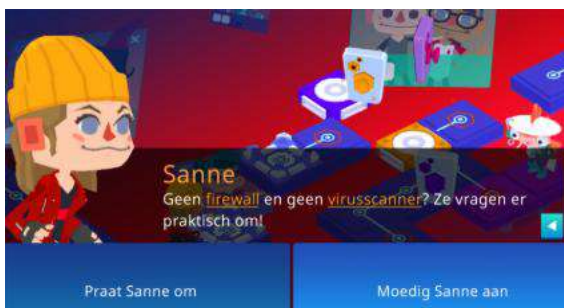 Sanne
Geen firewall en geen virusscanner? Ze vragen er
praktisch om!
Praat Sanne om
Moedig Sanne aan